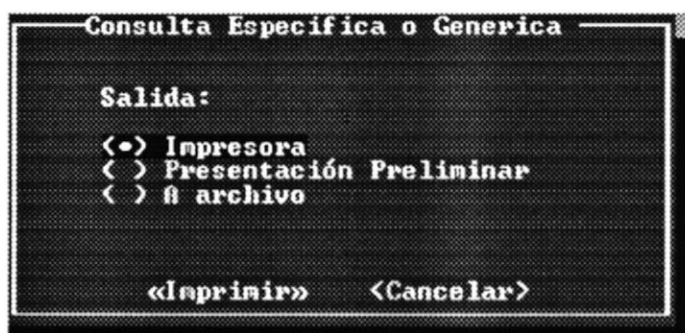 Consulta Especifica o Generica
Salida:
(•) Impresora
( ) Presentación Preliminar
( ) A archivo
«Imprimir» <Cancelar>